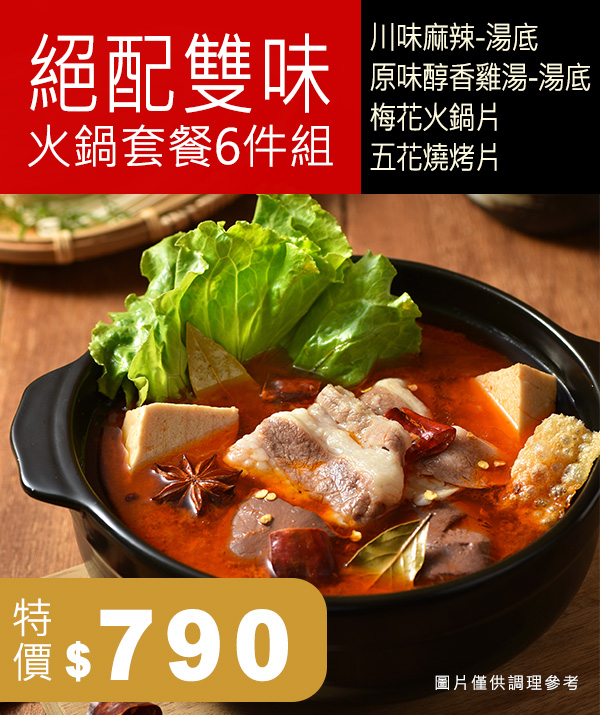 絕配雙味
火鍋套餐6件組
川味麻辣-湯底
原味醇香雞湯-湯底
梅花火鍋片
五花燒烤片
特價 $790
圖片僅供調理參考